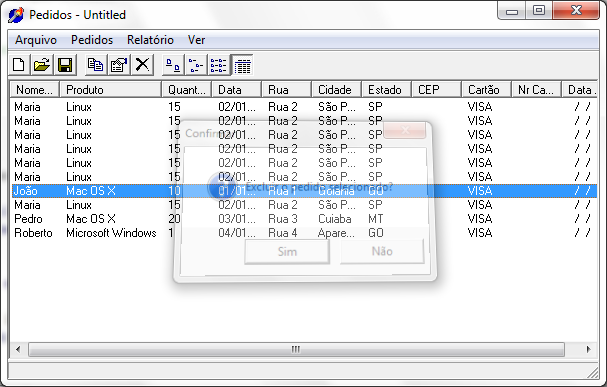 Pedidos - Untitled
Arquivo Pedidos Relatório Ver
Nome... Produto Quant... Data Rua Cidade Estado CEP Cartão Nr Ca... Data
Maria Linux 15 02/01... Rua 2 São P... SP VISA / /
Maria Linux 15 02/01... Rua 2 São P... SP VISA / /
Maria Linux 15 02/01... Rua 2 São P... SP VISA / /
Maria Linux 15 02/01... Rua 2 São P... SP VISA / /
Maria Linux 15 02/01... Rua 2 São P... SP VISA / /
Maria Linux 15 02/01... Rua 2 São P... SP VISA / /
João Mac OS X 10 01/01... Rua 1 Goiânia GO VISA / /
Maria Linux 15 02/01... Rua 2 São P... SP VISA / /
Pedro Mac OS X 20 03/01... Rua 3 Cuiaba MT VISA / /
Roberto Microsoft Windows 1 04/01... Rua 4 Apare... GO VISA / /
Excluir o pedido selecionado?
Sim Não